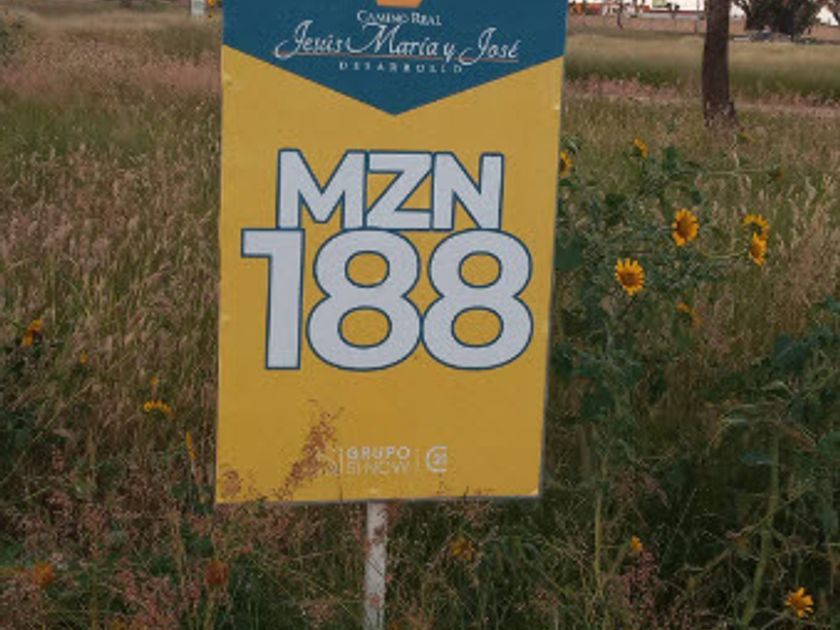 CAMINO REAL
Jesús María y José
DESARROLLO
MZN
188
GRUPO